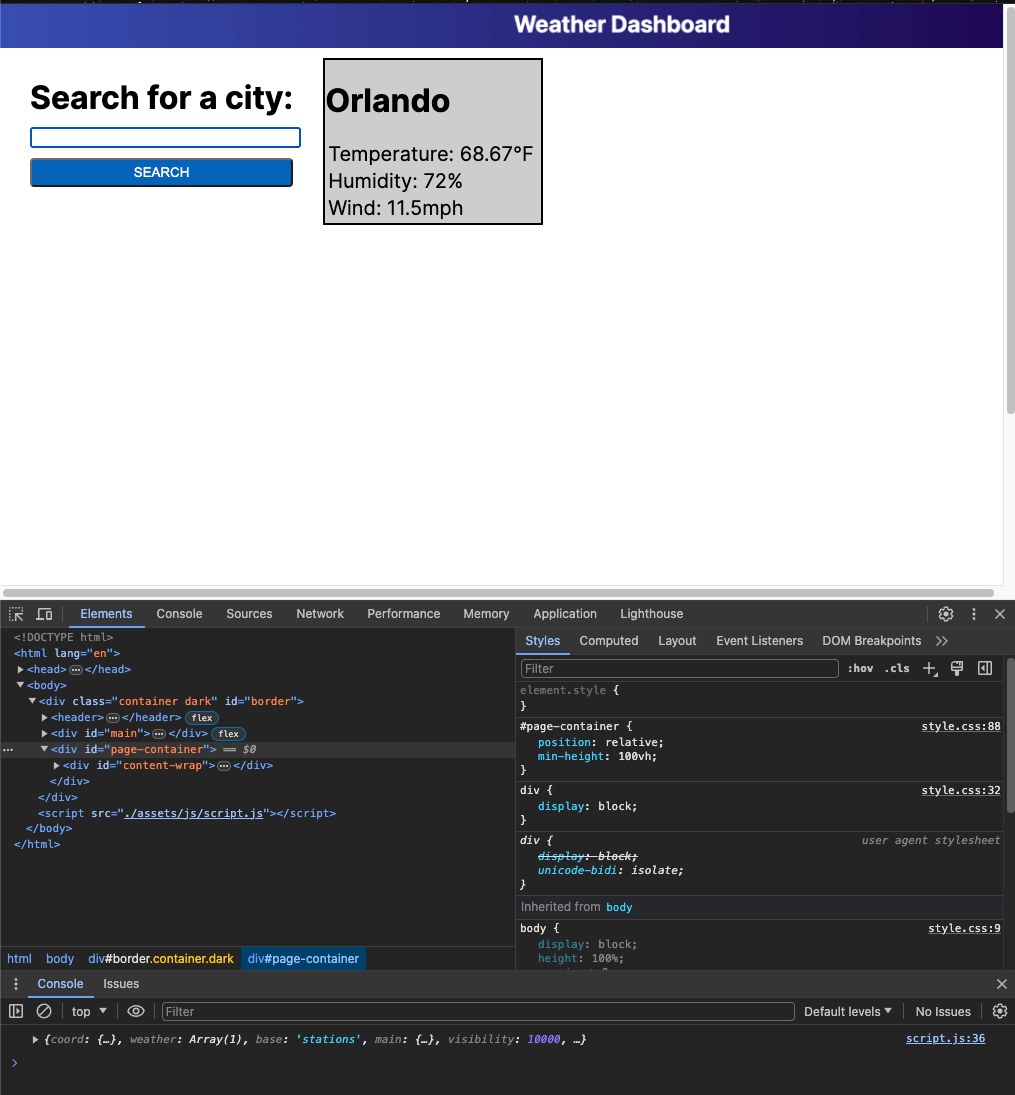 Weather Dashboard
Search for a city:
SEARCH
Orlando
Temperature: 68.67°F
Humidity: 72%
Wind: 11.5mph
Elements Console Sources Network Performance Memory Application Lighthouse
<!DOCTYPE html>
<html lang="en">
<head>…</head>
<body>
<div class="container dark" id="border">
<header>…</header> flex
<div id="main">…</div> flex
<div id="page-container"> == $0
<div id="content-wrap">…</div>
</div>
</div>
<script src="./assets/js/script.js"></script>
</body>
</html>
html body div#border.container.dark div#page-container
Styles Computed Layout Event Listeners DOM Breakpoints
Filter :hov .cls
element.style {
}
#page-container { style.css:88
position: relative;
min-height: 100vh;
}
div { style.css:32
display: block;
}
div { user agent stylesheet
display: block;
unicode-bidi: isolate;
}
Inherited from body
body { style.css:9
display: block;
height: 100%;
Console Issues
top Filter Default levels No Issues
{coord: {…}, weather: Array(1), base: 'stations', main: {…}, visibility: 10000, …} script.js:36